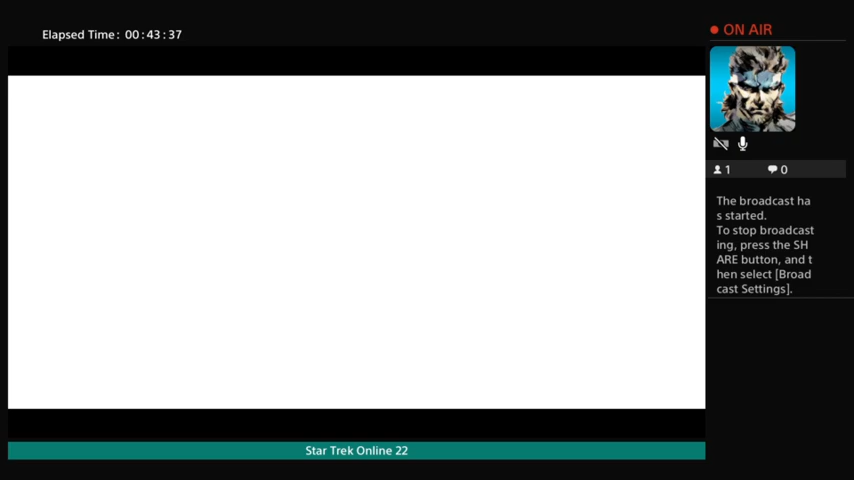 Elapsed Time: 00:43:37
ON AIR
1 0
The broadcast ha
s started.
To stop broadcast
ing, press the SH
ARE button, and t
hen select [Broad
cast Settings].
Star Trek Online 22